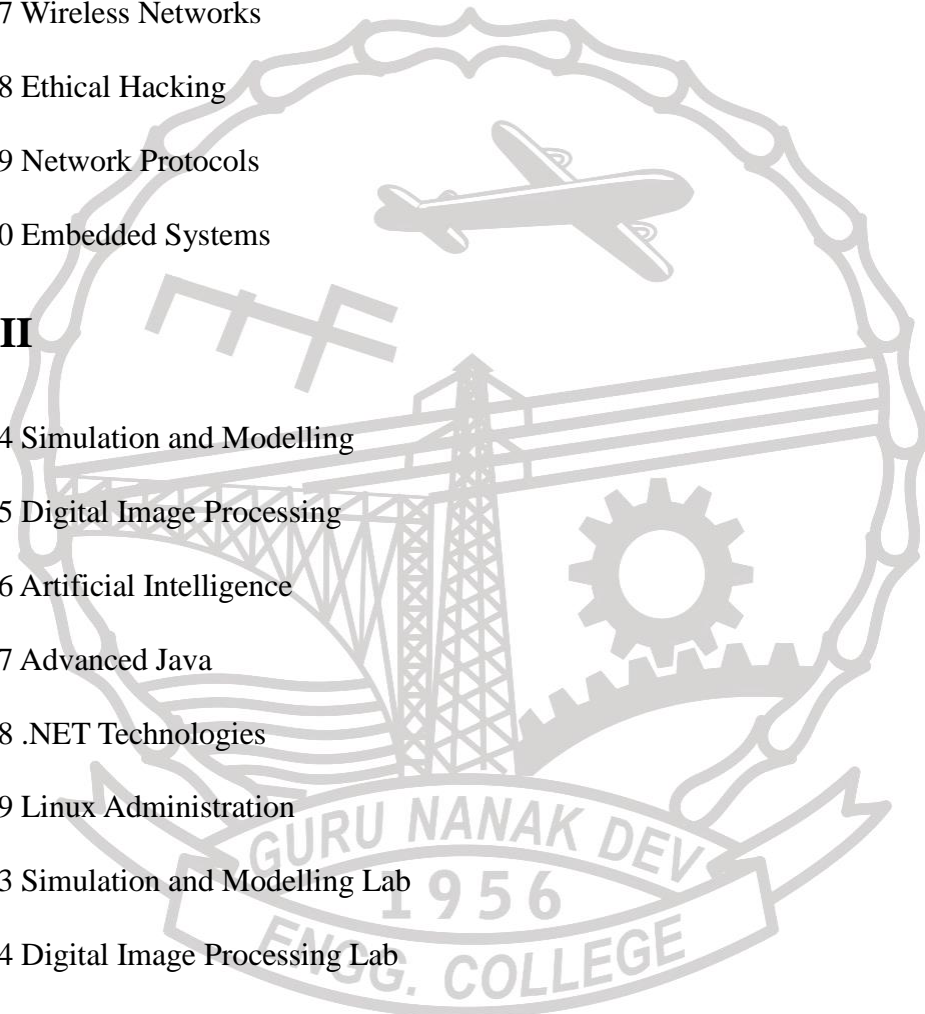 7 Wireless Networks
8 Ethical Hacking
9 Network Protocols
0 Embedded Systems
II
4 Simulation and Modelling
5 Digital Image Processing
6 Artificial Intelligence
7 Advanced Java
8 .NET Technologies
9 Linux Administration
3 Simulation and Modelling Lab
4 Digital Image Processing Lab
GURU NANAK DEV
1956
ENGG. COLLEGE